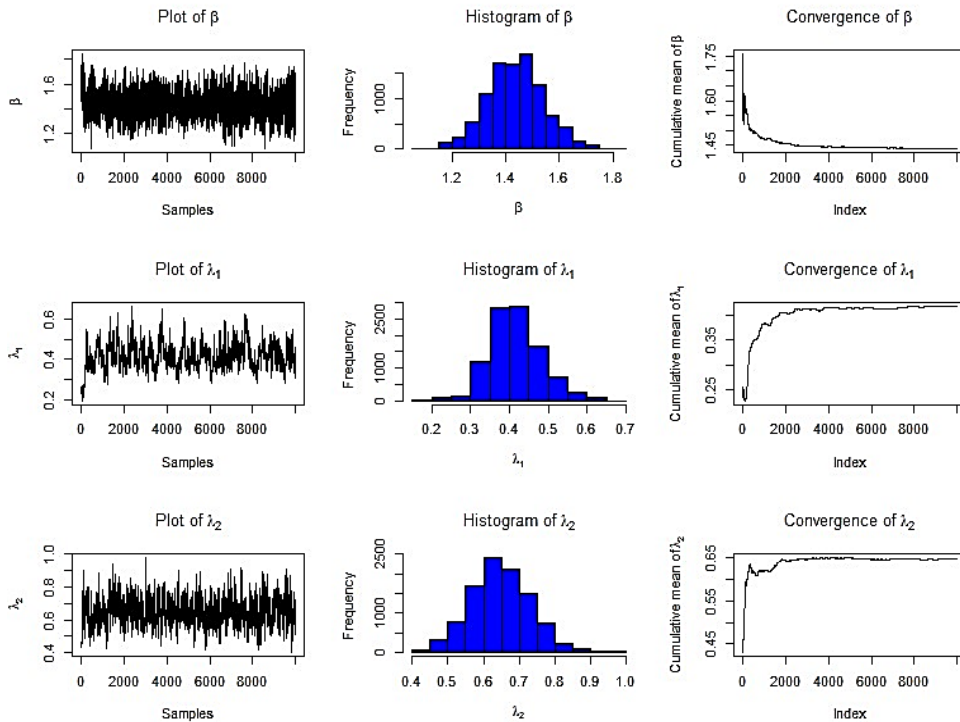 Plot of β
β
1.2 1.6
0 2000 4000 6000 8000
Samples
Histogram of β
Frequency
0 1000
1.2 1.4 1.6 1.8
β
Convergence of β
Cumulative mean of β
1.45 1.60 1.75
0 2000 4000 6000 8000
Index
Plot of λ₁
λ₁
0.2 0.4 0.6
0 2000 4000 6000 8000
Samples
Histogram of λ₁
Frequency
0 1000 2500
0.2 0.3 0.4 0.5 0.6 0.7
λ₁
Convergence of λ₁
Cumulative mean of λ₁
0.25 0.35
0 2000 4000 6000 8000
Index
Plot of λ₂
λ₂
0.4 0.6 0.8 1.0
0 2000 4000 6000 8000
Samples
Histogram of λ₂
Frequency
0 1000 2500
0.4 0.5 0.6 0.7 0.8 0.9 1.0
λ₂
Convergence of λ₂
Cumulative mean of λ₂
0.45 0.55 0.65
0 2000 4000 6000 8000
Index